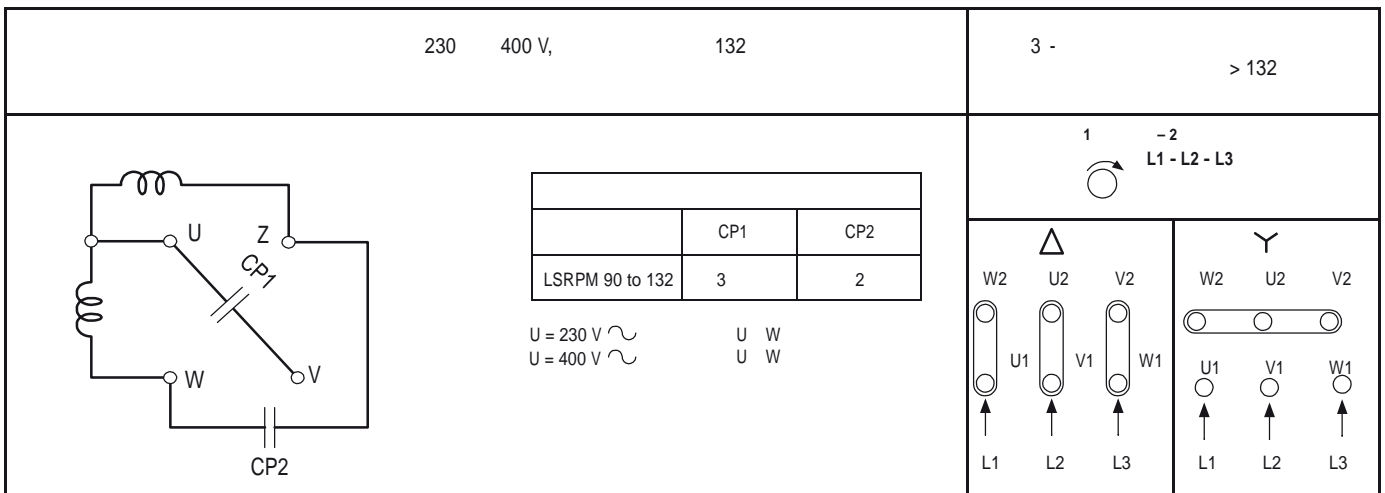 230 400 V, 132
3 -
> 132
1 – 2
L1 - L2 - L3
U Z
CP1
W V
CP2
CP1 CP2
LSRPM 90 to 132 3 2
U = 230 V U W
U = 400 V U W
Δ
W2 U2 V2
U1 V1 W1
L1 L2 L3
Y
W2 U2 V2
U1 V1 W1
L1 L2 L3